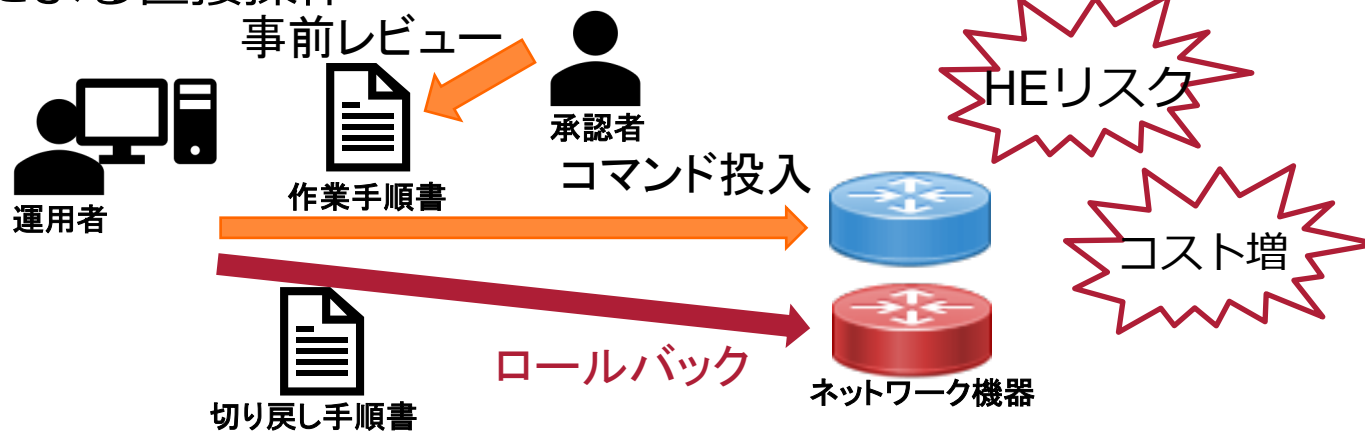 事前レビュー
承認者
HEリスク
作業手順書
コマンド投入
運用者
コスト増
切り戻し手順書
ロールバック
ネットワーク機器